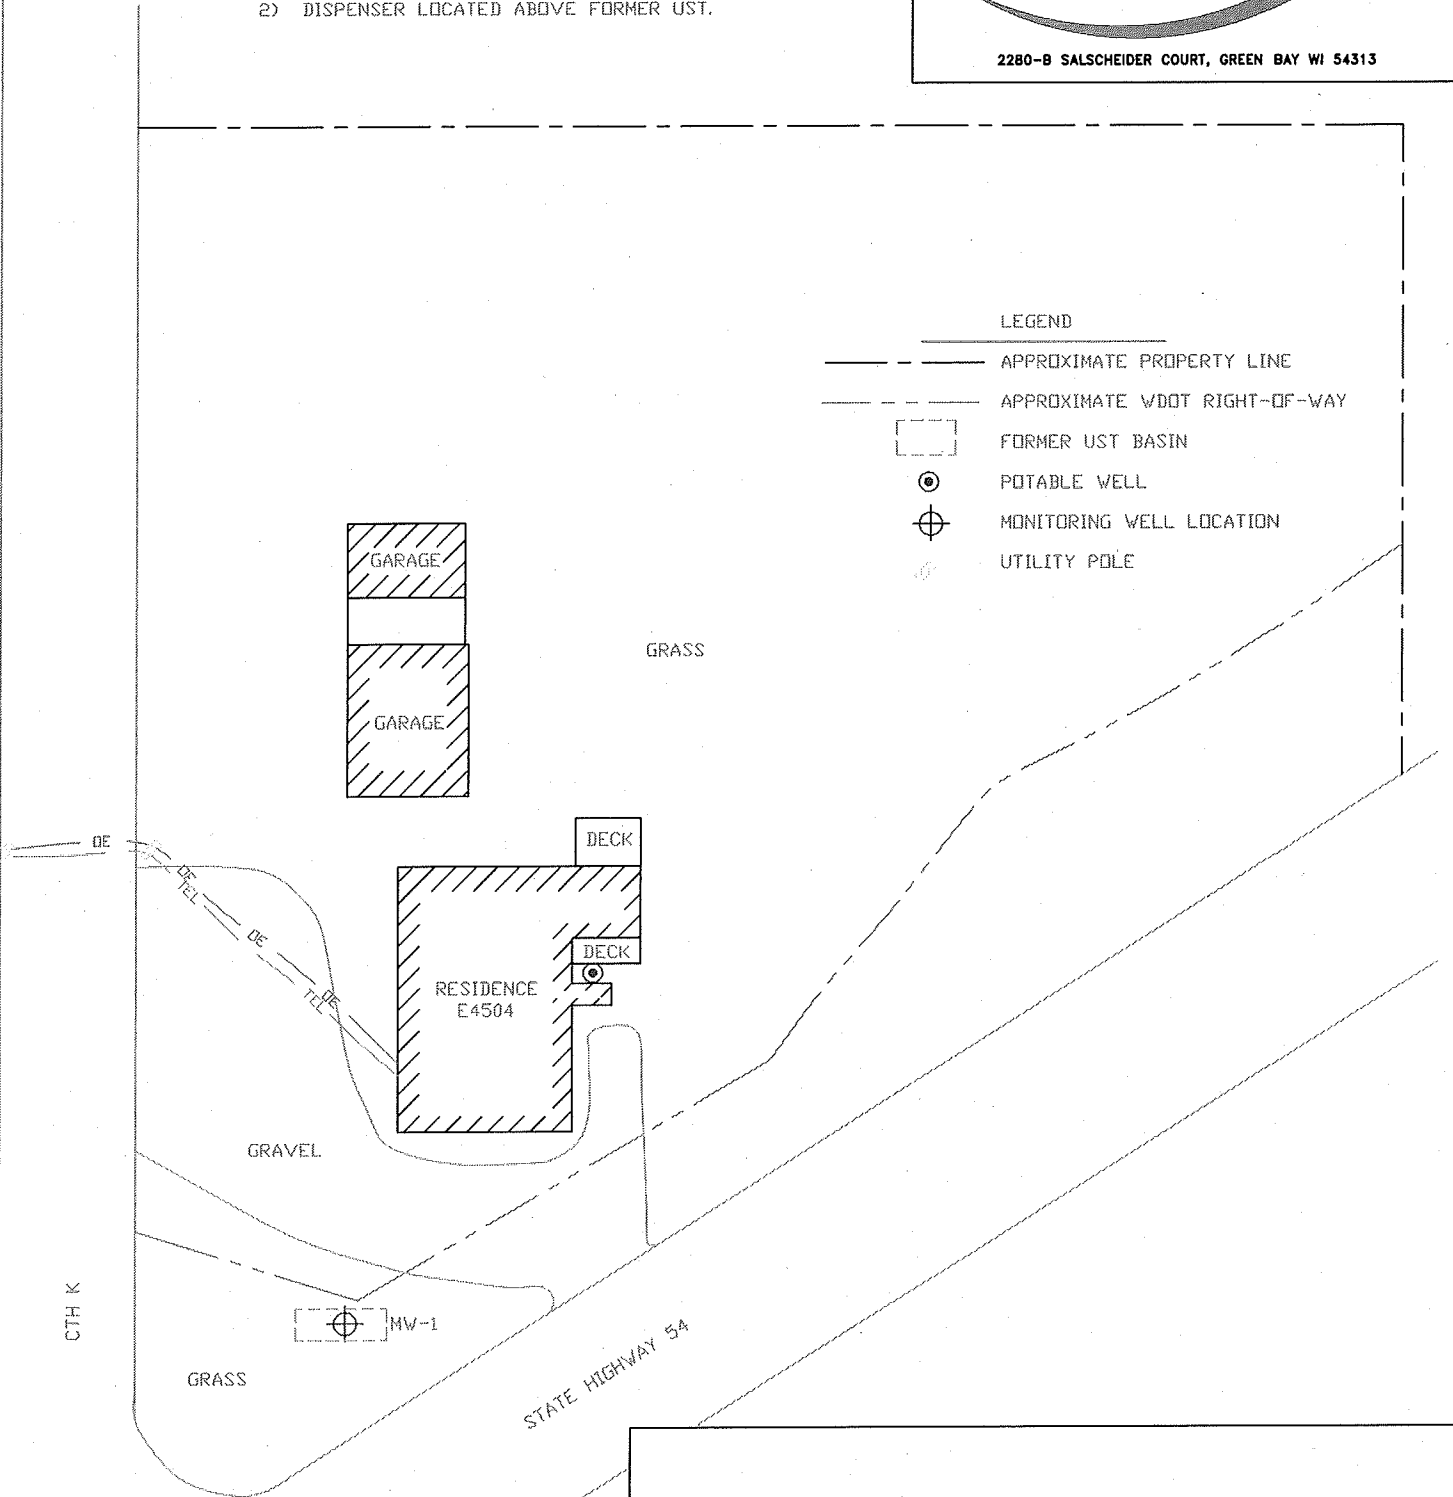 2) DISPENSER LOCATED ABOVE FORMER UST.
2280-B SALSCHEIDER COURT, GREEN BAY WI 54313
LEGEND
APPROXIMATE PROPERTY LINE
APPROXIMATE WDOT RIGHT-OF-WAY
FORMER UST BASIN
POTABLE WELL
MONITORING WELL LOCATION
UTILITY POLE
GARAGE
GRASS
GARAGE
DECK
OE
OE
TEL
OE
DECK
RESIDENCE
E4504
OE
TEL
GRAVEL
CTH K
MW-1
GRASS
STATE HIGHWAY 54